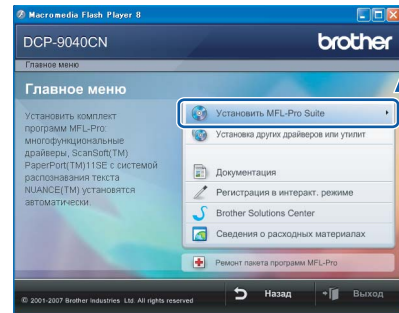 Macromedia Flash Player 8
DCP-9040CN
brother
Главное меню
Главное меню
Установить комплект
программ MFL-Pro:
многофункциональные
драйверы, ScanSoft(TM)
PaperPort(TM)11SE с системой
распознавания текста
NUANCE(TM) установятся
автоматически.
Установить MFL-Pro Suite
Установка других драйверов или утилит
Документация
Регистрация в интеракт. режиме
Brother Solutions Center
Сведения о расходных материалах
Ремонт пакета программ MFL-Pro
© 2001-2007 Brother Industries Ltd. All rights reserved
Назад
Выход